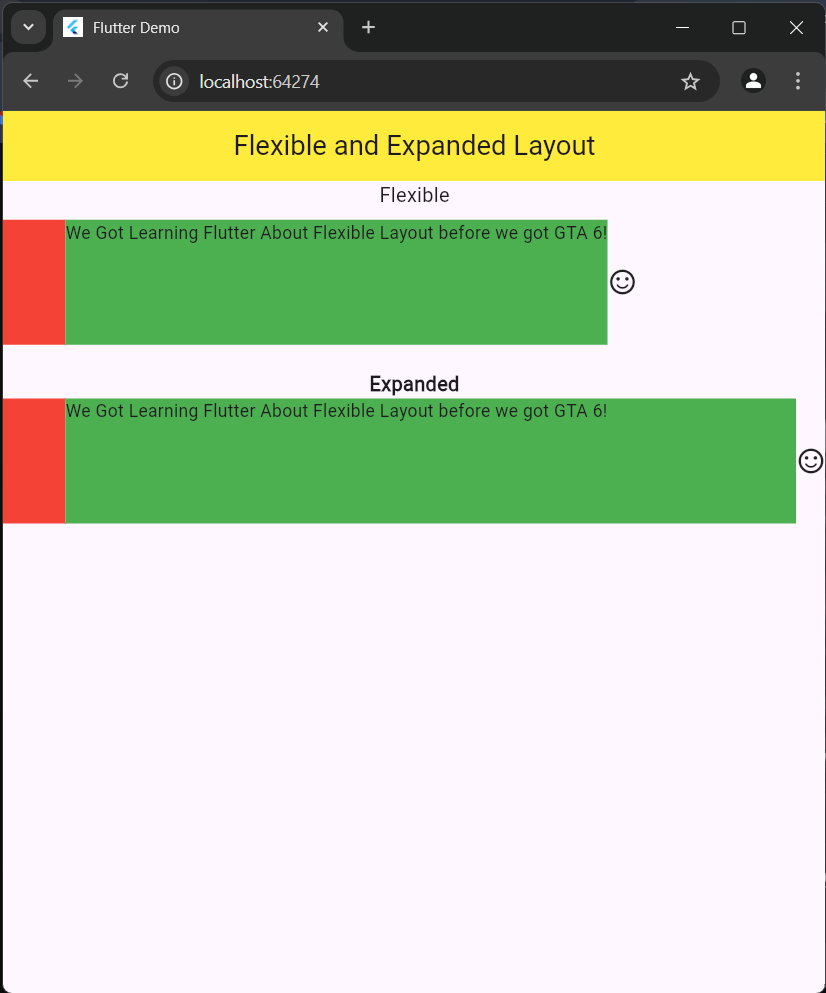 Flutter Demo
localhost:64274
Flexible and Expanded Layout
Flexible
We Got Learning Flutter About Flexible Layout before we got GTA 6!
Expanded
We Got Learning Flutter About Flexible Layout before we got GTA 6!